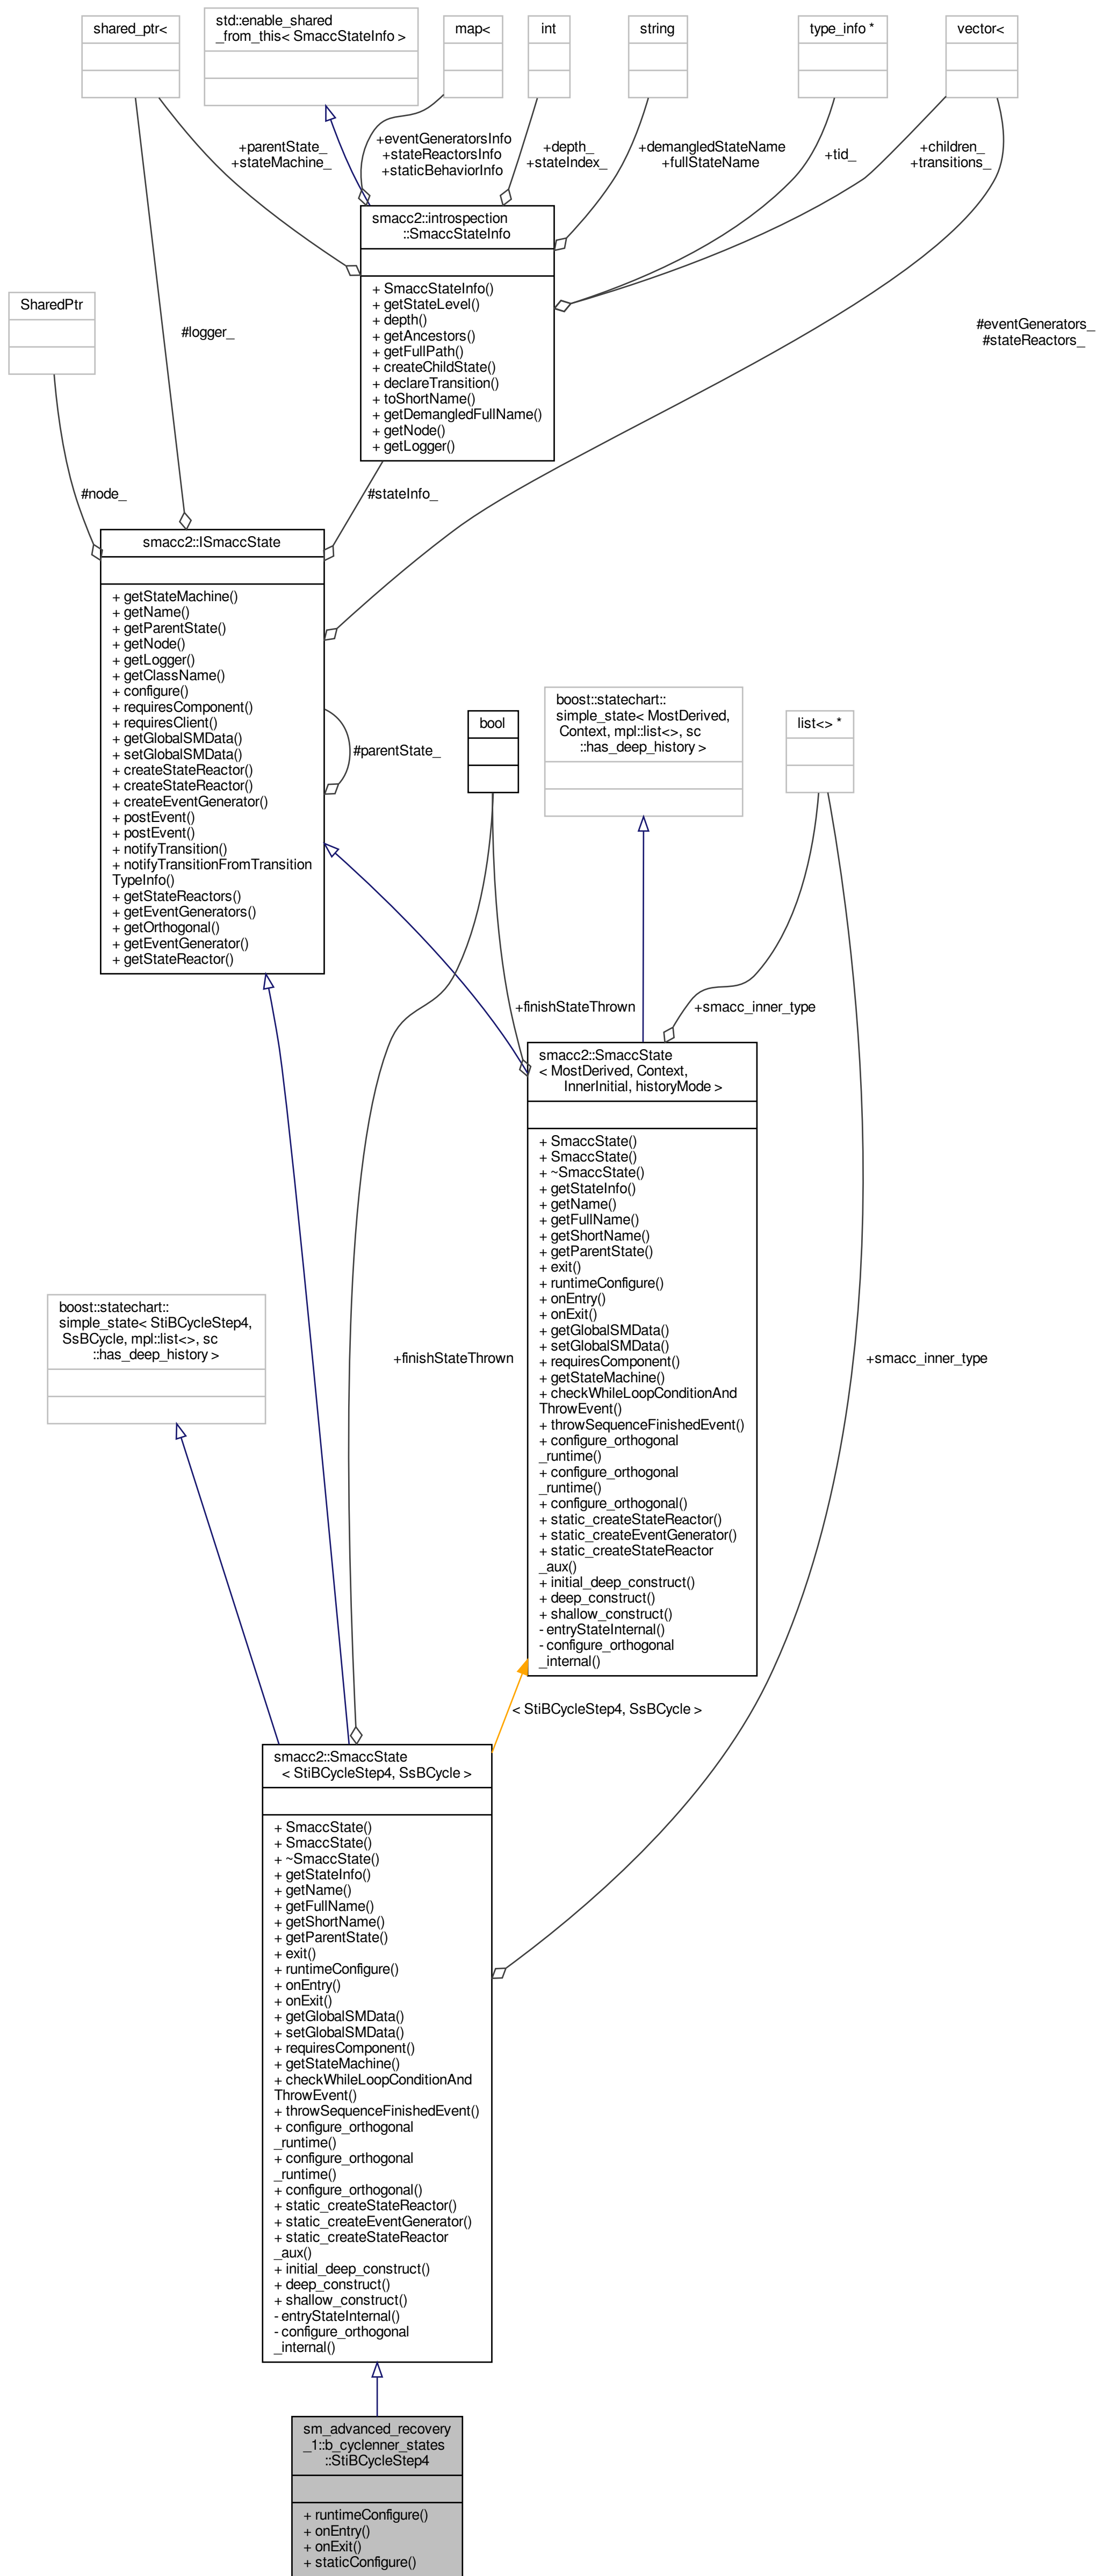 shared_ptr<
std::enable_shared
_from_this< SmaccStateInfo >
map<
int
string
type_info *
vector<
+parentState_
+stateMachine_
+eventGeneratorsInfo
+stateReactorsInfo
+staticBehaviorInfo
+depth_
+stateIndex_
+demangledStateName
+fullStateName
+tid_
+children_
+transitions_
smacc2::introspection
::SmaccStateInfo
+ SmaccStateInfo()
+ getStateLevel()
+ depth()
+ getAncestors()
+ getFullPath()
+ createChildState()
+ declareTransition()
+ toShortName()
+ getDemangledFullName()
+ getNode()
+ getLogger()
SharedPtr
#logger_
#eventGenerators_
#stateReactors_
#node_
#stateInfo_
smacc2::ISmaccState
+ getStateMachine()
+ getName()
+ getParentState()
+ getNode()
+ getLogger()
+ getClassName()
+ configure()
+ requiresComponent()
+ requiresClient()
+ getGlobalSMData()
+ setGlobalSMData()
+ createStateReactor()
+ createStateReactor()
+ createEventGenerator()
+ postEvent()
+ postEvent()
+ notifyTransition()
+ notifyTransitionFromTransition
TypeInfo()
+ getStateReactors()
+ getEventGenerators()
+ getOrthogonal()
+ getEventGenerator()
+ getStateReactor()
#parentState_
bool
boost::statechart::
simple_state< MostDerived,
Context, mpl::list<>, sc
::has_deep_history >
list<> *
+finishStateThrown
+smacc_inner_type
smacc2::SmaccState
< MostDerived, Context,
InnerInitial, historyMode >
+ SmaccState()
+ SmaccState()
+ ~SmaccState()
+ getStateInfo()
+ getName()
+ getFullName()
+ getShortName()
+ getParentState()
+ exit()
+ runtimeConfigure()
+ onEntry()
+ onExit()
+ getGlobalSMData()
+ setGlobalSMData()
+ requiresComponent()
+ getStateMachine()
+ checkWhileLoopConditionAnd
ThrowEvent()
+ throwSequenceFinishedEvent()
+ configure_orthogonal
_runtime()
+ configure_orthogonal
_runtime()
+ configure_orthogonal()
+ static_createStateReactor()
+ static_createEventGenerator()
+ static_createStateReactor
_aux()
+ initial_deep_construct()
+ deep_construct()
+ shallow_construct()
- entryStateInternal()
- configure_orthogonal
_internal()
boost::statechart::
simple_state< StiBCycleStep4,
SsBCycle, mpl::list<>, sc
::has_deep_history >
+finishStateThrown
+smacc_inner_type
< StiBCycleStep4, SsBCycle >
smacc2::SmaccState
< StiBCycleStep4, SsBCycle >
+ SmaccState()
+ SmaccState()
+ ~SmaccState()
+ getStateInfo()
+ getName()
+ getFullName()
+ getShortName()
+ getParentState()
+ exit()
+ runtimeConfigure()
+ onEntry()
+ onExit()
+ getGlobalSMData()
+ setGlobalSMData()
+ requiresComponent()
+ getStateMachine()
+ checkWhileLoopConditionAnd
ThrowEvent()
+ throwSequenceFinishedEvent()
+ configure_orthogonal
_runtime()
+ configure_orthogonal
_runtime()
+ configure_orthogonal()
+ static_createStateReactor()
+ static_createEventGenerator()
+ static_createStateReactor
_aux()
+ initial_deep_construct()
+ deep_construct()
+ shallow_construct()
- entryStateInternal()
- configure_orthogonal
_internal()
sm_advanced_recovery
_1::b_cyclenner_states
::StiBCycleStep4
+ runtimeConfigure()
+ onEntry()
+ onExit()
+ staticConfigure()